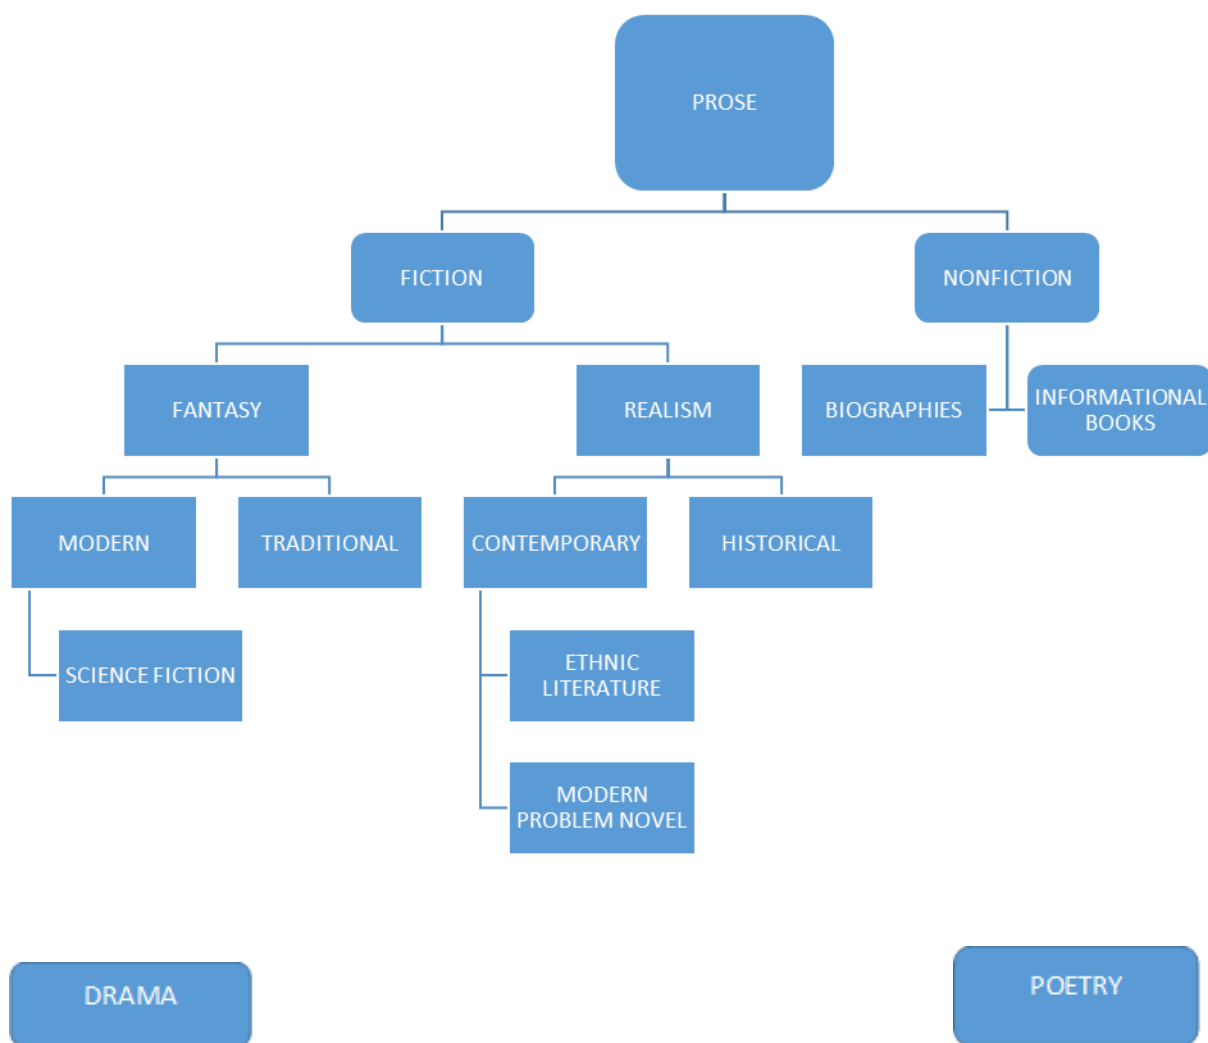 PROSE
FICTION
NONFICTION
FANTASY
REALISM
BIOGRAPHIES
INFORMATIONAL
BOOKS
MODERN
TRADITIONAL
CONTEMPORARY
HISTORICAL
SCIENCE FICTION
ETHNIC
LITERATURE
MODERN
PROBLEM NOVEL
DRAMA
POETRY